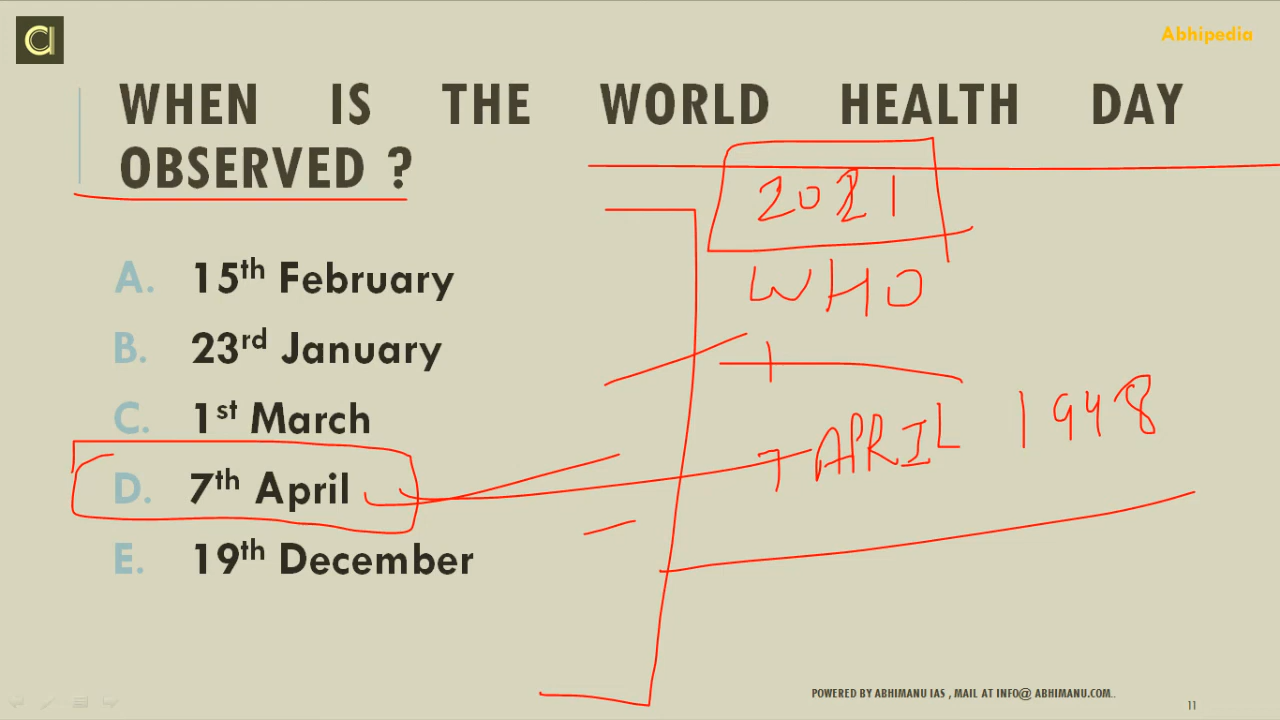 Abhipedia
WHEN IS THE WORLD HEALTH DAY
OBSERVED ?
2021
WHO
A. 15th February
B. 23rd January
C. 1st March
7 APRIL 1948
D. 7th April
E. 19th December
POWERED BY ABHIMANU IAS , MAIL AT INFO@ ABHIMANU.COM..
11